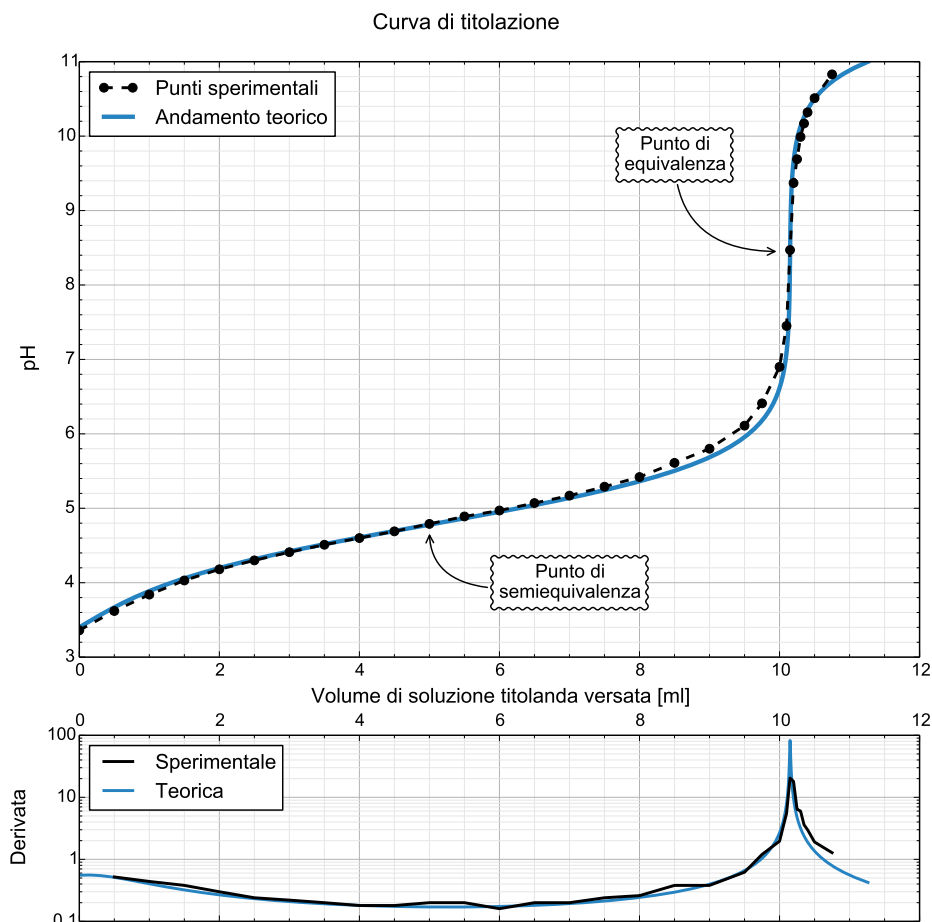 Curva di titolazione
11
10
9
8
7
6
5
4
3
pH
Punti sperimentali
Andamento teorico
Punto di
equivalenza
Punto di
semiequivalenza
0 2 4 6 8 10 12
Volume di soluzione titolanda versata [ml]
0 2 4 6 8 10 12
100
10
1
0.1
Derivata
Sperimentale
Teorica